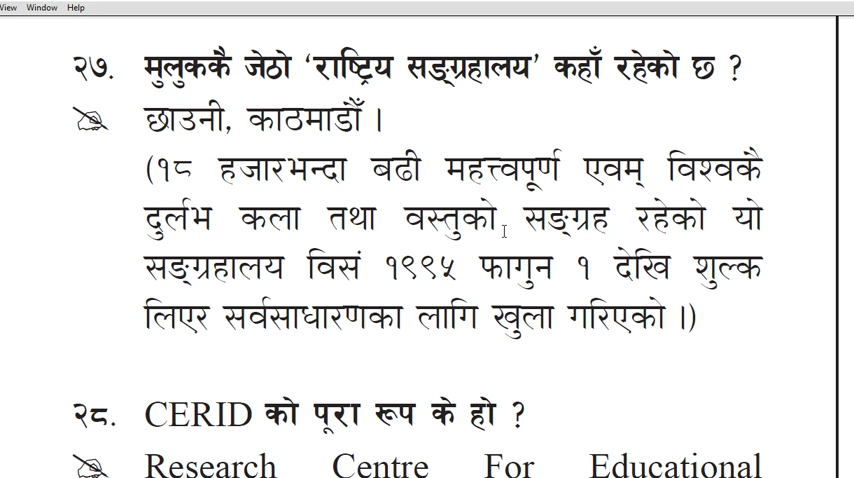 View Window Help
२७. मुलुककै जेठो ‘राष्ट्रिय सङ्ग्रहालय’ कहाँ रहेको छ ?
छाउनी, काठमाडौँ ।
(१८ हजारभन्दा बढी महत्त्वपूर्ण एवम् विश्वकै
दुर्लभ कला तथा वस्तुको सङ्ग्रह रहेको यो
सङ्ग्रहालय विसं १९९५ फागुन १ देखि शुल्क
लिएर सर्वसाधारणका लागि खुला गरिएको ।)
२८. CERID को पूरा रूप के हो ?
Research Centre For Educational